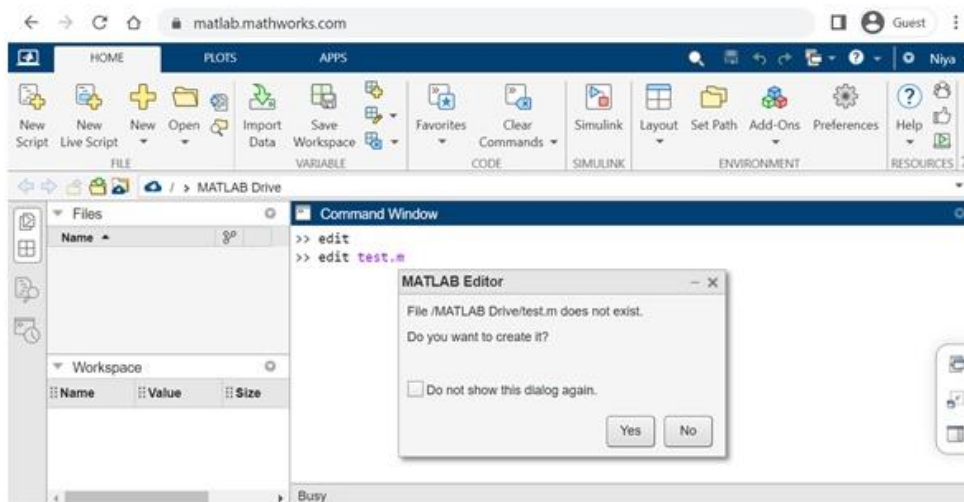 matlab.mathworks.com
Guest
HOME PLOTS APPS
Niya
New Script
New Live Script
New
Open
Import Data
Save Workspace
Favorites
Clear Commands
Simulink
Layout
Set Path
Add-Ons
Preferences
Help
FILE VARIABLE CODE SIMULINK ENVIRONMENT RESOURCES
/ > MATLAB Drive
Files
Name
Command Window
>> edit
>> edit test.m
MATLAB Editor
File /MATLAB Drive/test.m does not exist.
Do you want to create it?
Do not show this dialog again.
Yes No
Workspace
Name Value Size
Busy